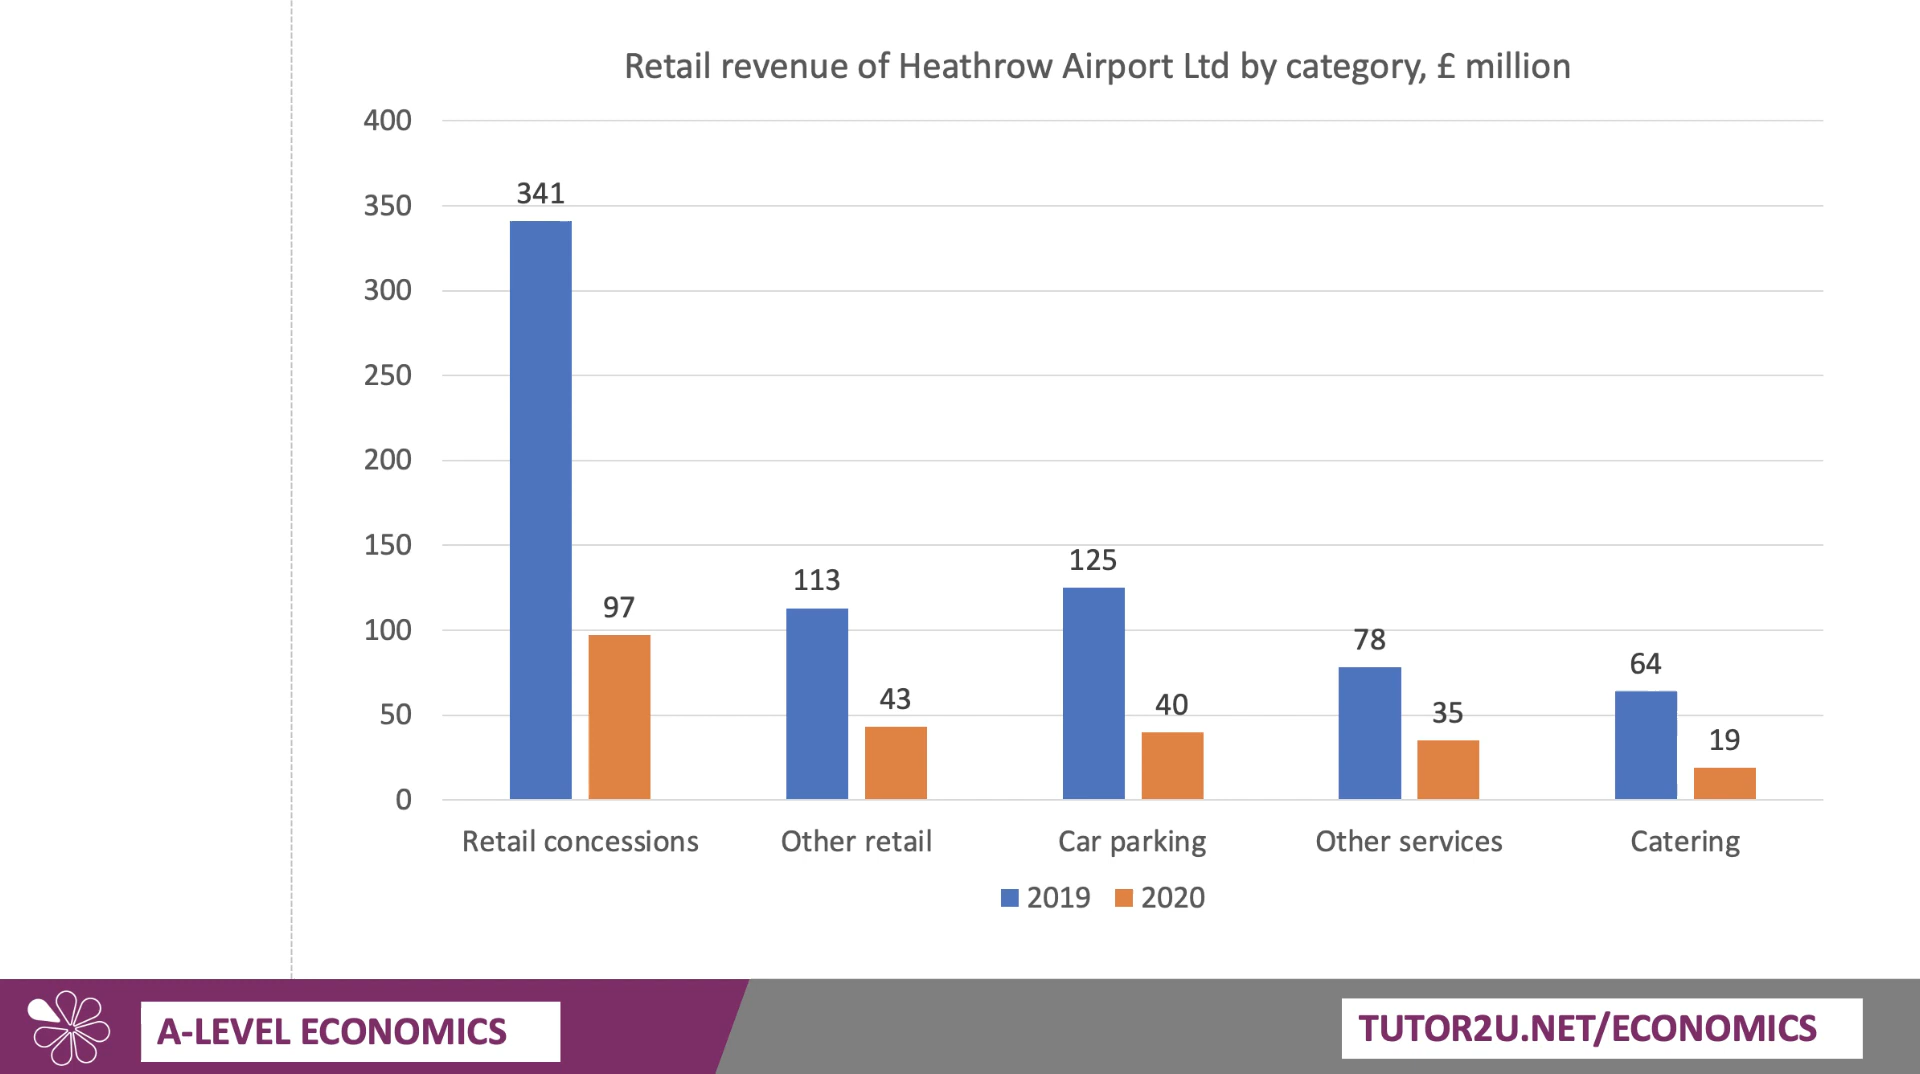 Retail revenue of Heathrow Airport Ltd by category, £ million
400
350
300
250
200
150
100
50
0
341
97
113
43
125
40
78
35
64
19
Retail concessions
Other retail
Car parking
Other services
Catering
2019 2020
A-LEVEL ECONOMICS
TUTOR2U.NET/ECONOMICS